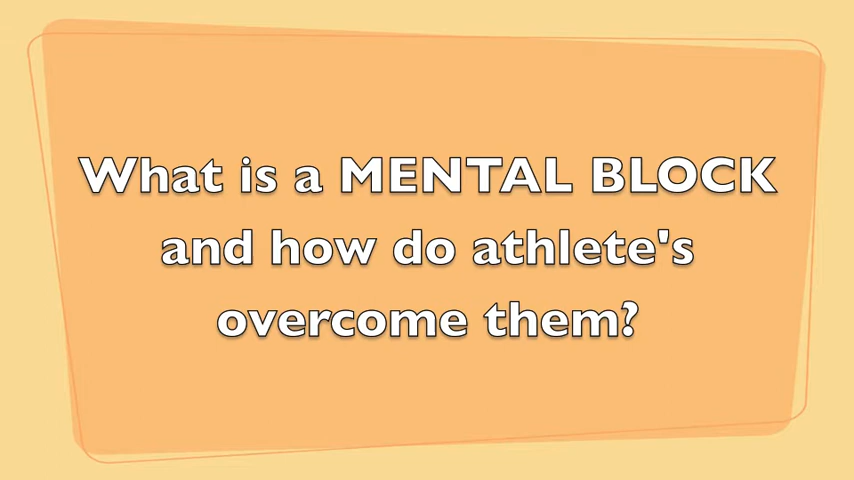 What is a MENTAL BLOCK
and how do athlete's
overcome them?